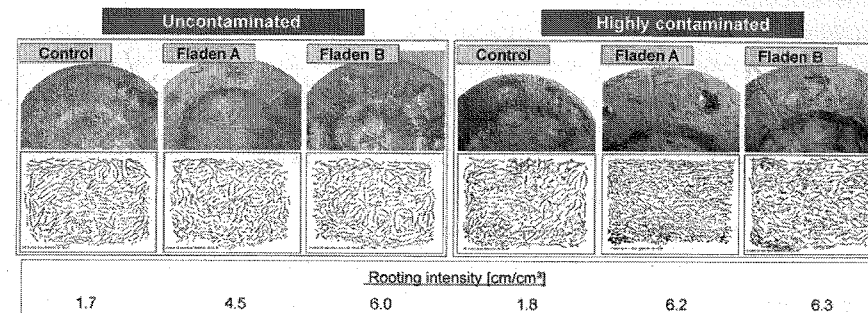 Uncontaminated
Highly contaminated
Control Fladen A Fladen B Control Fladen A Fladen B
Rooting intensity [cm/cm³]
1.7 4.5 6.0 1.8 6.2 6.3